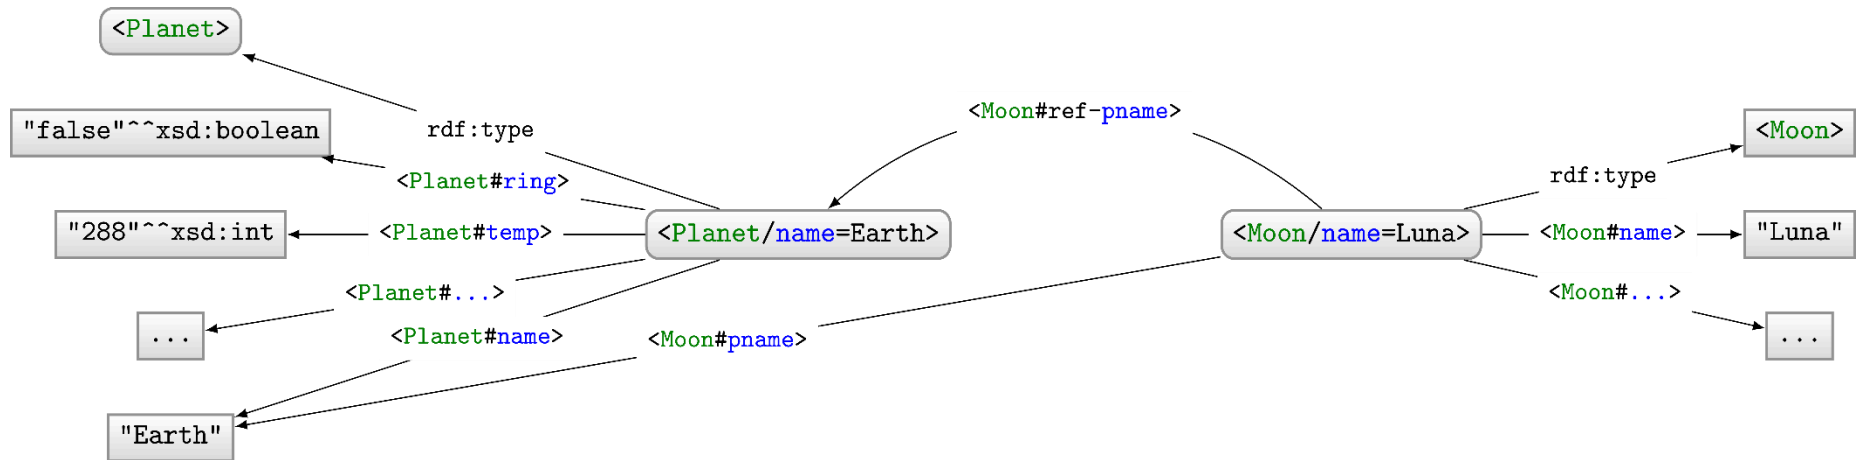 <Planet>
"false"^^xsd:boolean
rdf:type
<Moon#ref-pname>
<Moon>
<Planet#ring>
rdf:type
"288"^^xsd:int
<Planet#temp>
<Planet/name=Earth>
<Moon/name=Luna>
<Moon#name>
"Luna"
<Planet#...>
<Moon#...>
...
<Planet#name>
<Moon#pname>
...
"Earth"